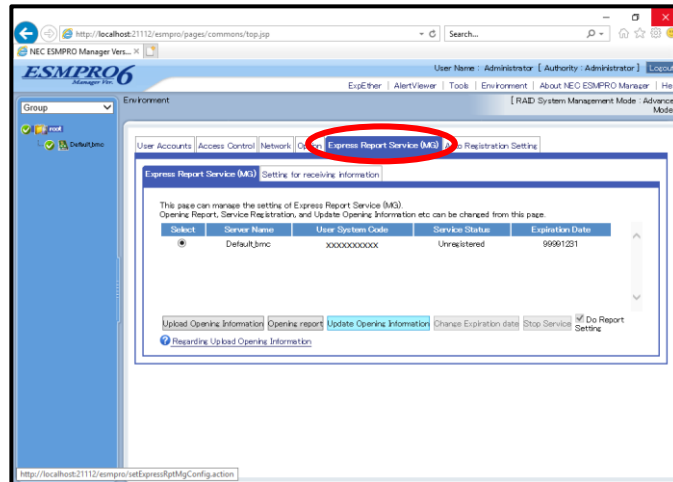 http://localhost:21112/esmpro/pages/commons/top.jsp
Search...
NEC ESMPRO Manager Vers...
ESMPRO6
Manager Ver.
User Name : Administrator [ Authority : Administrator ] Logout
ExpEther | AlertViewer | Tools | Environment | About NEC ESMPRO Manager | He
Group
Environment
[ RAID System Management Mode : Advance
Mode
root
Default_bmc
User Accounts Access Control Network Option Express Report Service (MG) Auto Registration Setting
Express Report Service (MG) Setting for receiving information
This page can manage the setting of Express Report Service (MG).
Opening Report, Service Registration, and Update Opening Information etc can be changed from this page.
Select Server Name User System Code Service Status Expiration Date
Default_bmc xxxxxxxxxx Unregistered 99991231
Upload Opening Information Opening report Update Opening Information Change Expiration date Stop Service Do Report
Setting
Regarding Upload Opening Information
http://localhost:21112/esmpro/setExpressRptMgConfig.action